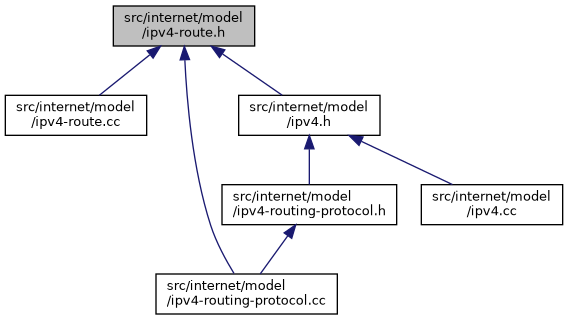 src/internet/model
/ipv4-route.h
src/internet/model
/ipv4-route.cc
src/internet/model
/ipv4.h
src/internet/model
/ipv4-routing-protocol.h
src/internet/model
/ipv4.cc
src/internet/model
/ipv4-routing-protocol.cc